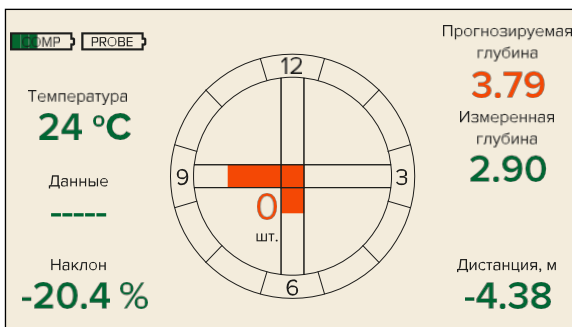 COMP PROBE
Температура
24 °C
Данные
-----
Наклон
-20.4 %
12
9
3
0
шт.
6
Прогнозируемая
глубина
3.79
Измеренная
глубина
2.90
Дистанция, м
-4.38